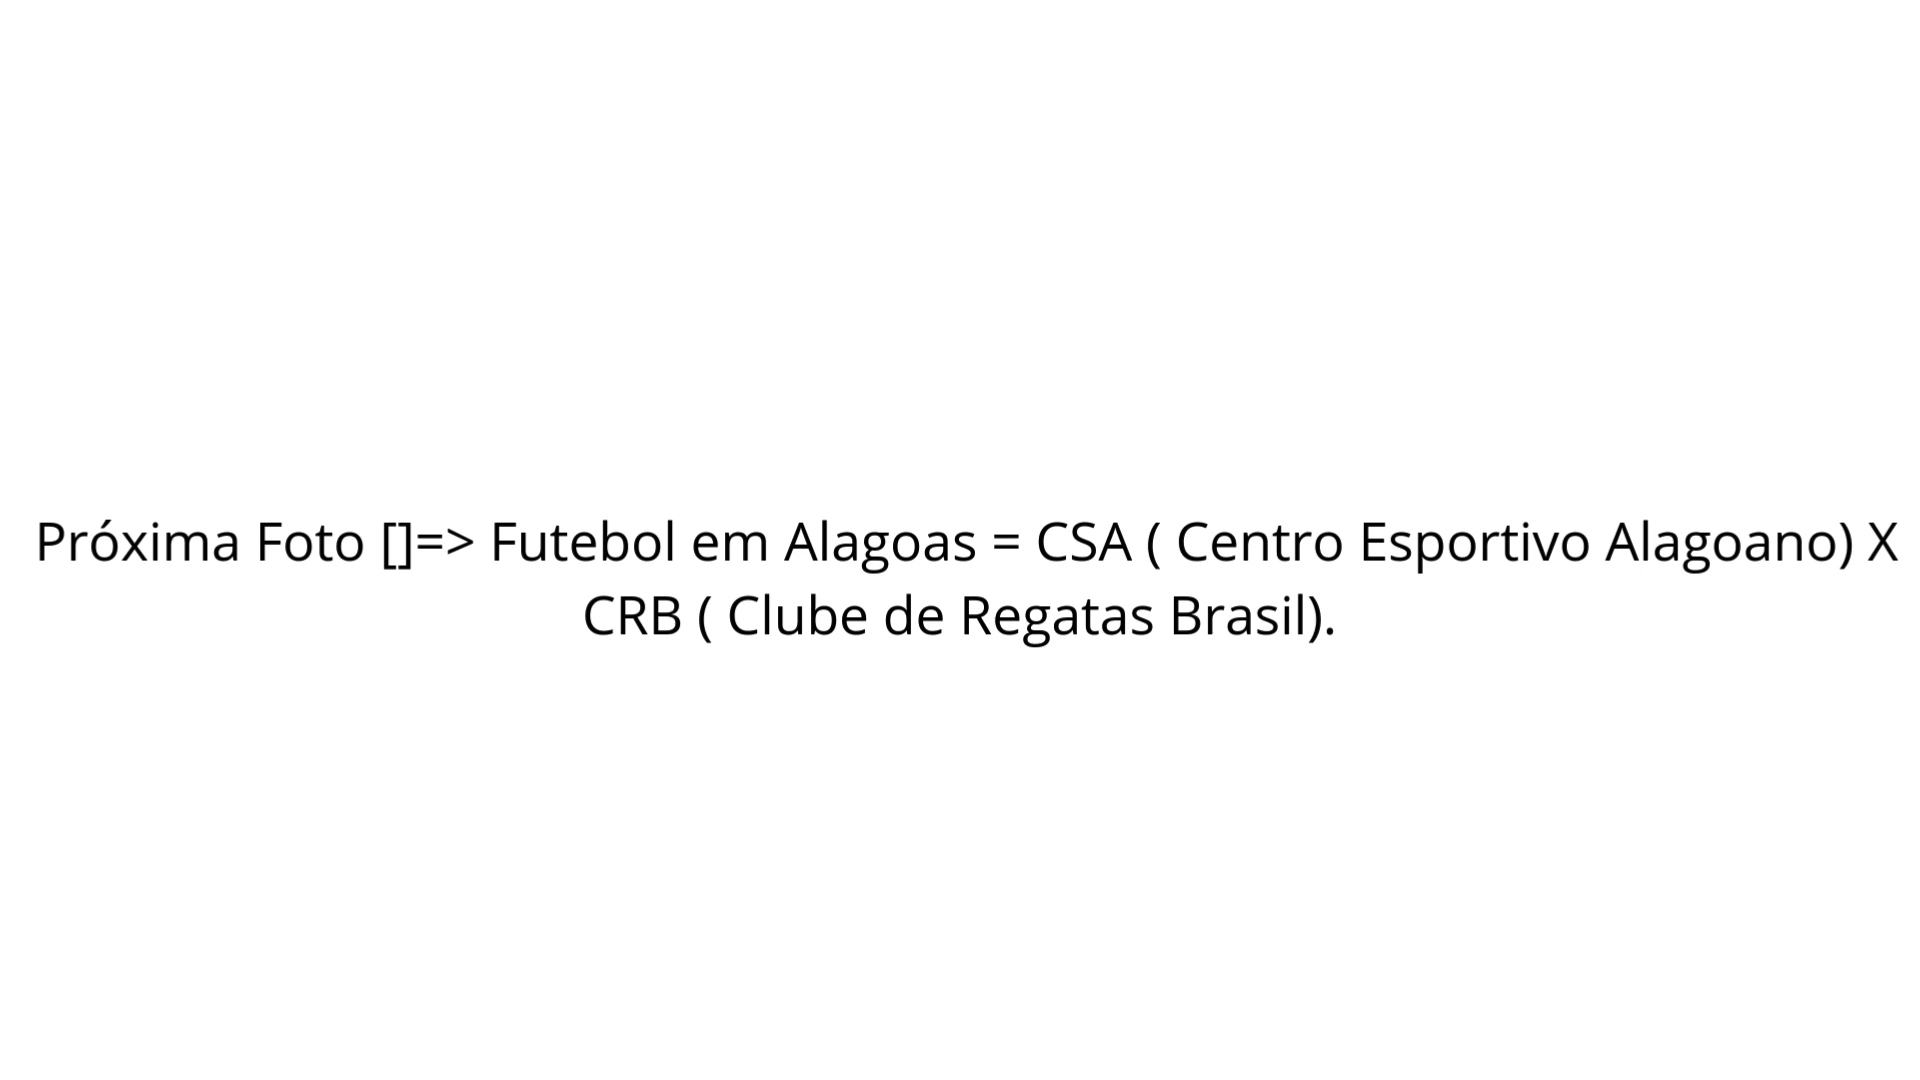 Próxima Foto []=> Futebol em Alagoas = CSA ( Centro Esportivo Alagoano) X
CRB ( Clube de Regatas Brasil).